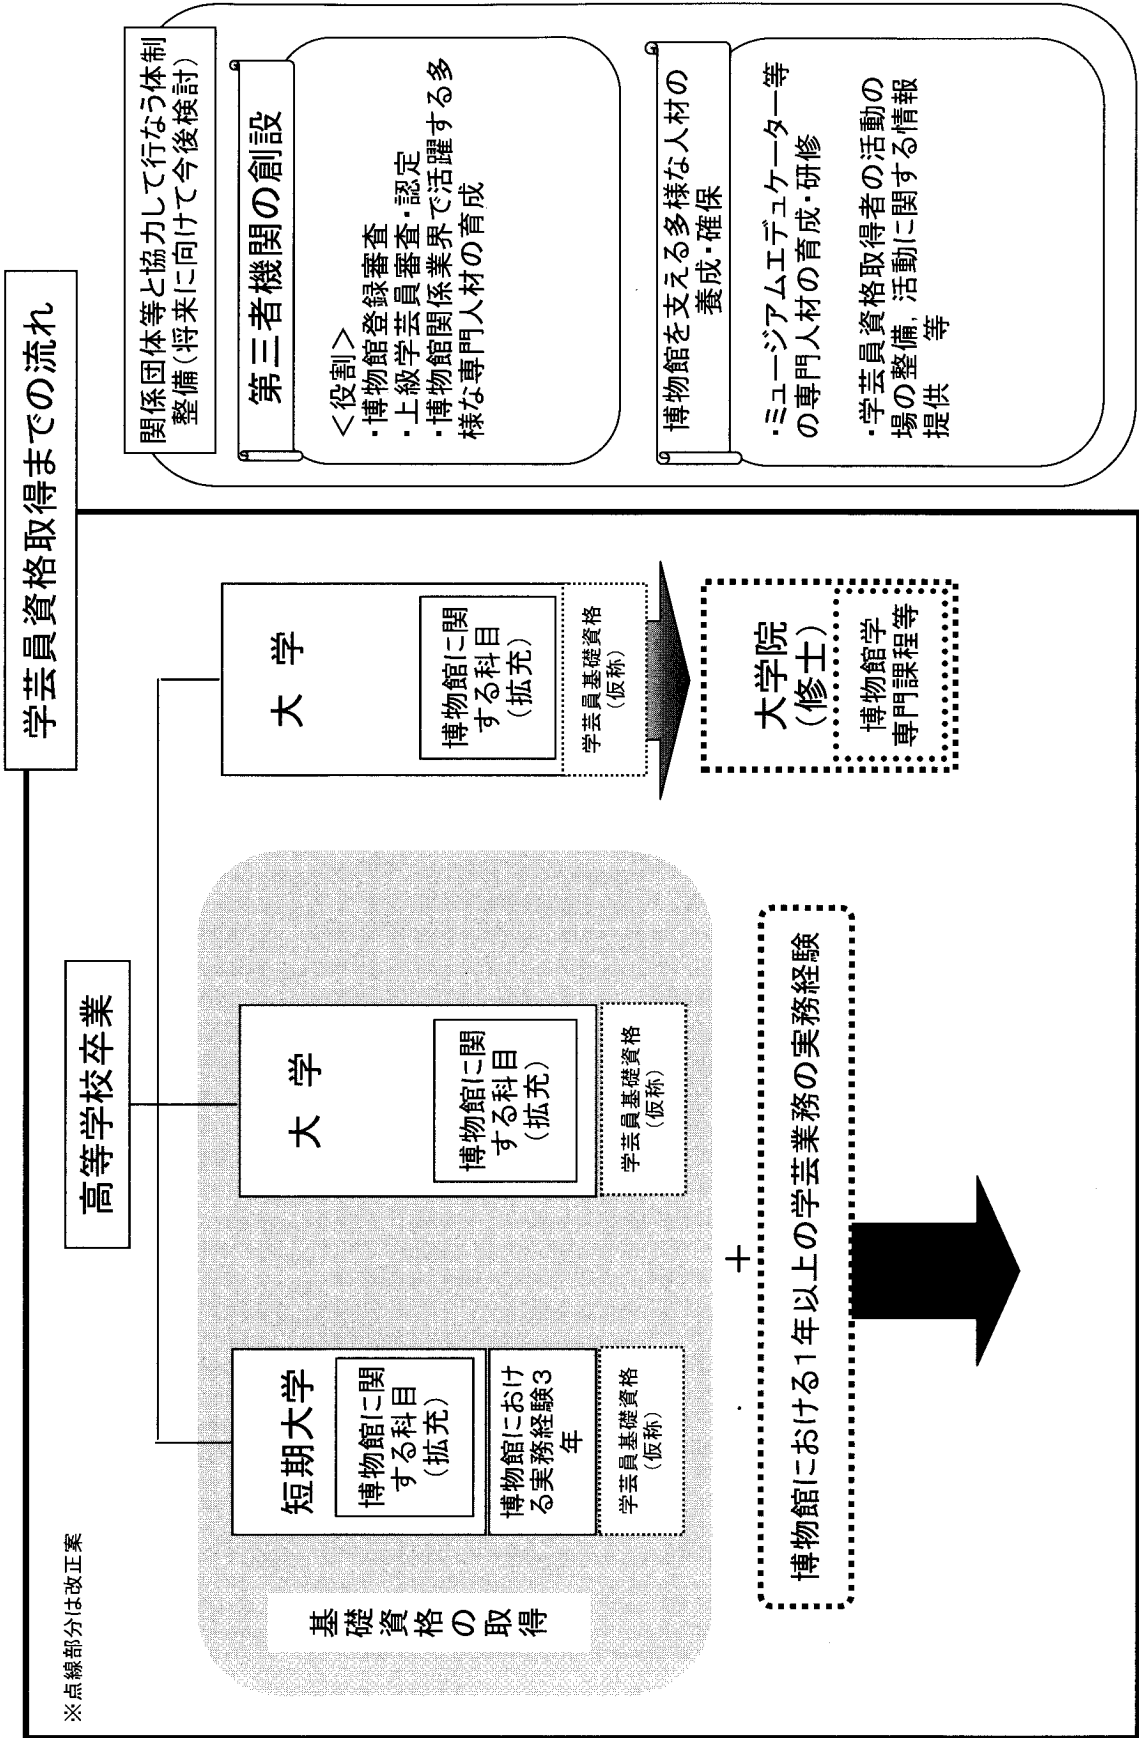 学芸員資格取得までの流れ
※点線部分は改正案
高等学校卒業
基礎資格の取得
短期大学
博物館に関
する科目
（拡充）
博物館におけ
る実務経験3
年
学芸員基礎資格
（仮称）
大　学
博物館に関
する科目
（拡充）
学芸員基礎資格
（仮称）
＋
博物館における１年以上の学芸業務の実務経験
大　学
博物館に関
する科目
（拡充）
学芸員基礎資格
（仮称）
大学院
（修士）
博物館学
専門課程等
関係団体等と協力して行なう体制
整備（将来に向けて今後検討）
第三者機関の創設
＜役割＞
・博物館登録審査
・上級学芸員審査・認定
・博物館関係業界で活躍する多
様な専門人材の育成
博物館を支える多様な人材の
養成・確保
・ミュージアムエデュケーター等
の専門人材の育成・研修
・学芸員資格取得者の活動の
場の整備，活動に関する情報
提供　等